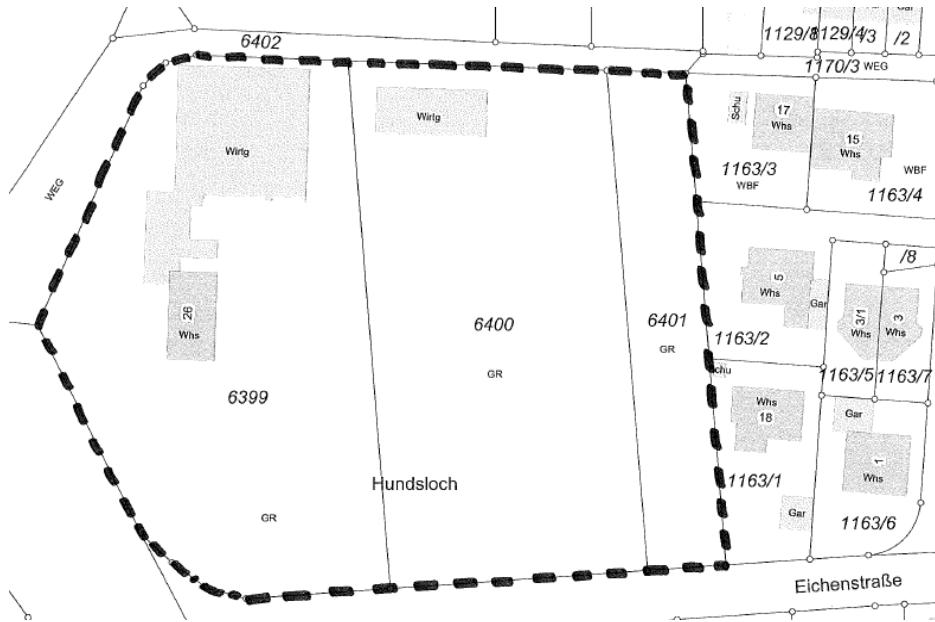 6402
1129/8
1129/4
/3
/2
Gar
1170/3 WEG
Wirtg
Wirtg
Schu
17
Whs
15
Whs
1163/3
WBF
WBF
1163/4
WEG
26
Whs
5
Whs
Gar
/8
3/1
Whs
3
Whs
6400
GR
6401
GR
1163/2
1163/5
1163/7
6399
GR
Whs
18
Gar
1
Whs
Hundsloch
1163/1
Gar
1163/6
Eichenstraße